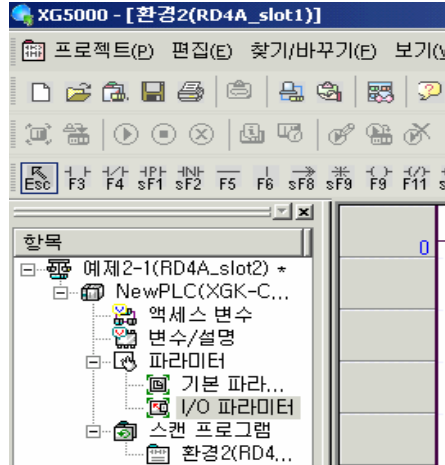 XG5000 - [환경2(RD4A_slot1)]
프로젝트(P) 편집(E) 찾기/바꾸기(E) 보기(V
Esc F3 F4 sF1 sF2 F5 F6 sF8 sF9 F9 F11
항목
0
예제2-1(RD4A_slot2) *
NewPLC(XGK-C...
액세스 변수
변수/설명
파라미터
기본 파라...
I/O 파라미터
스캔 프로그램
환경2(RD4...